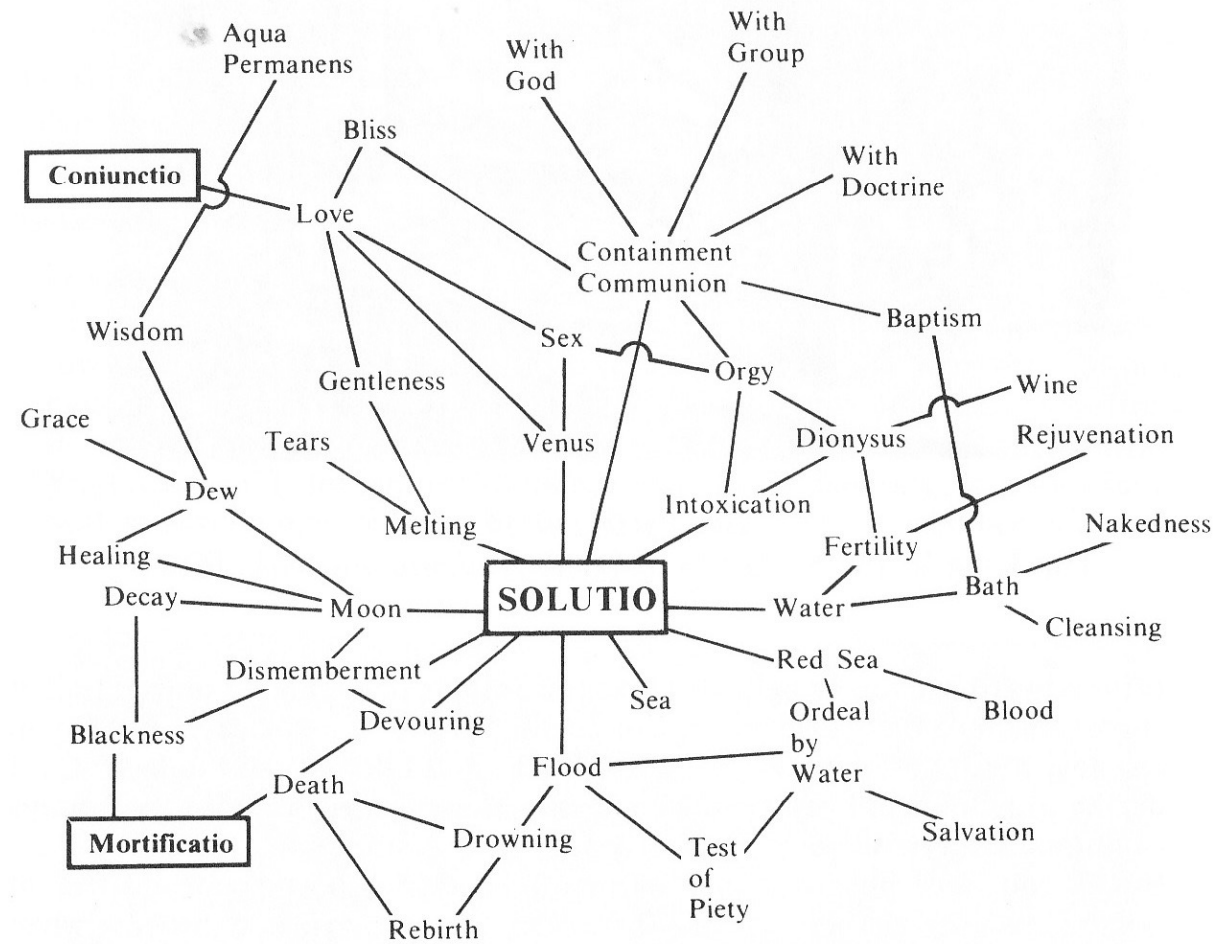 Aqua
Permanens
With
God
With
Group
Bliss
With
Doctrine
Coniunctio
Love
Containment
Communion
Wisdom
Sex
Baptism
Gentleness
Orgy
Wine
Grace
Tears
Venus
Dionysus
Rejuvenation
Dew
Melting
Intoxication
Nakedness
Healing
Fertility
Decay
Moon
SOLUTIO
Water
Bath
Cleansing
Dismemberment
Red Sea
Sea
Devouring
Ordeal
by
Water
Blood
Blackness
Flood
Death
Mortificatio
Drowning
Salvation
Test
of
Piety
Rebirth